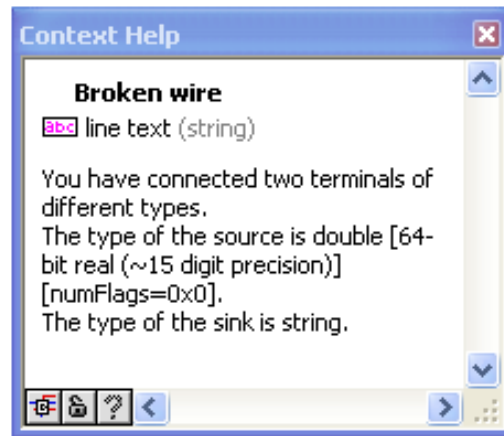 Context Help
Broken wire
abc line text (string)
You have connected two terminals of
different types.
The type of the source is double [64-
bit real (~15 digit precision)]
[numFlags=0x0].
The type of the sink is string.
?